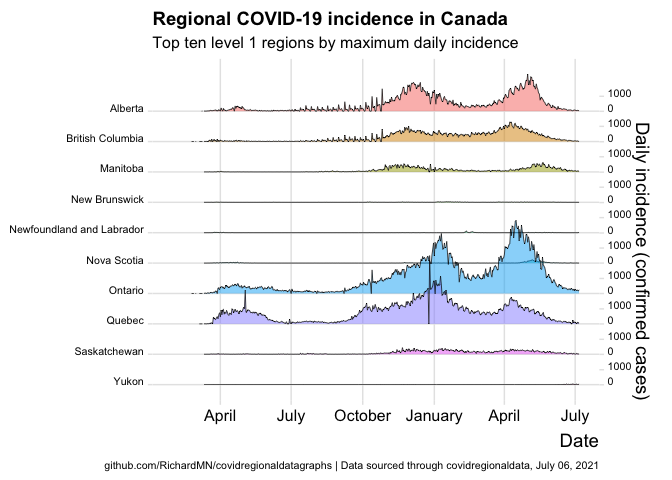 Regional COVID-19 incidence in Canada
Top ten level 1 regions by maximum daily incidence
Alberta
1000
0
British Columbia
1000
0
Manitoba
1000
0
New Brunswick
1000
0
Newfoundland and Labrador
1000
0
Nova Scotia
1000
0
Ontario
1000
0
Quebec
1000
0
Saskatchewan
1000
0
Yukon
1000
0
Daily incidence (confirmed cases)
April July October January April July
Date
github.com/RichardMN/covidregionaldatagraphs | Data sourced through covidregionaldata, July 06, 2021